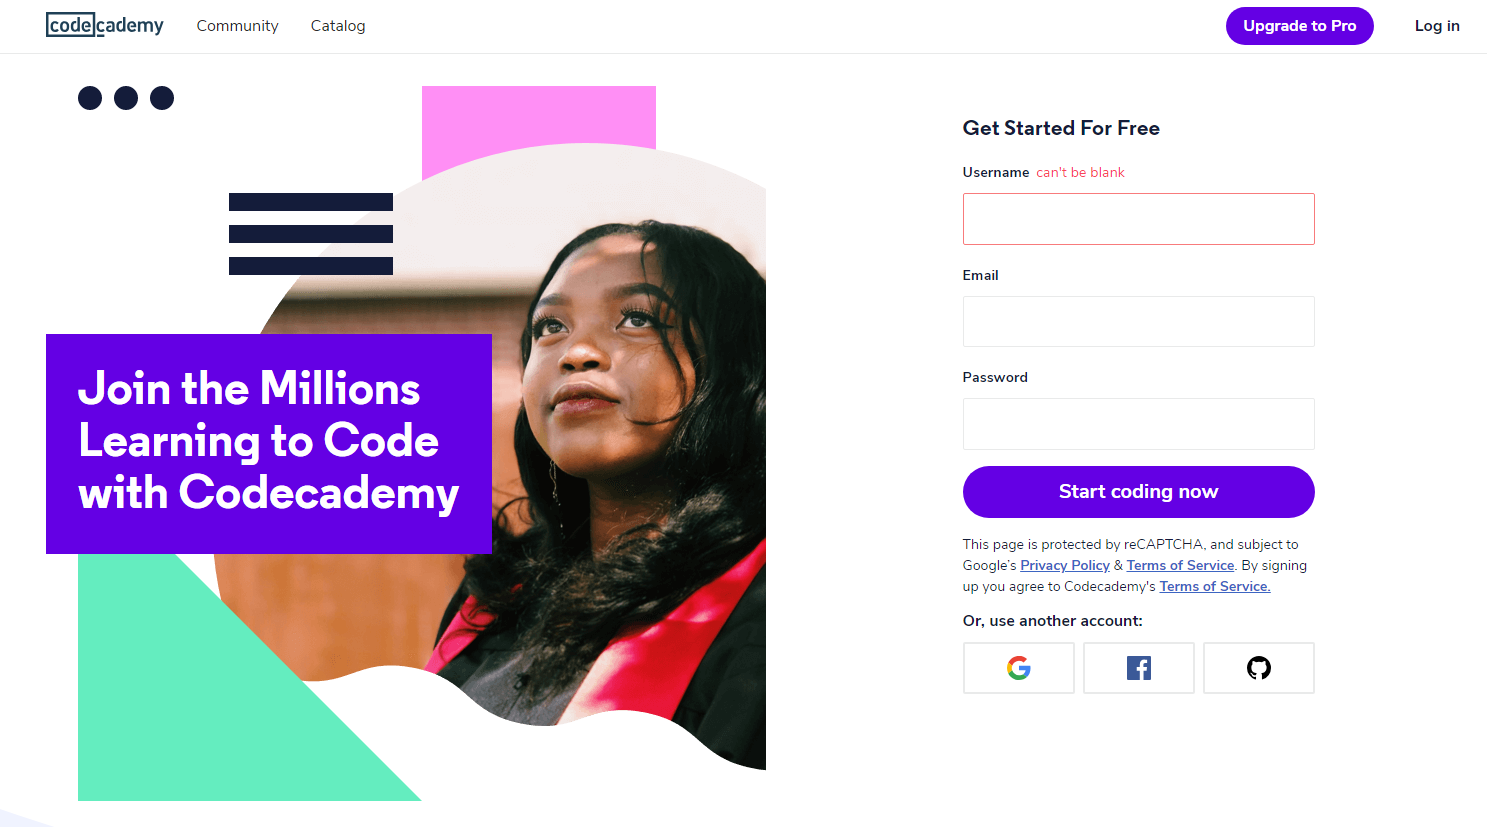 codecademy
Community
Catalog
Upgrade to Pro
Log in
Join the Millions
Learning to Code
with Codecademy
Get Started For Free
Username can't be blank
Email
Password
Start coding now
This page is protected by reCAPTCHA, and subject to
Google's Privacy Policy & Terms of Service. By signing
up you agree to Codecademy's Terms of Service.
Or, use another account: